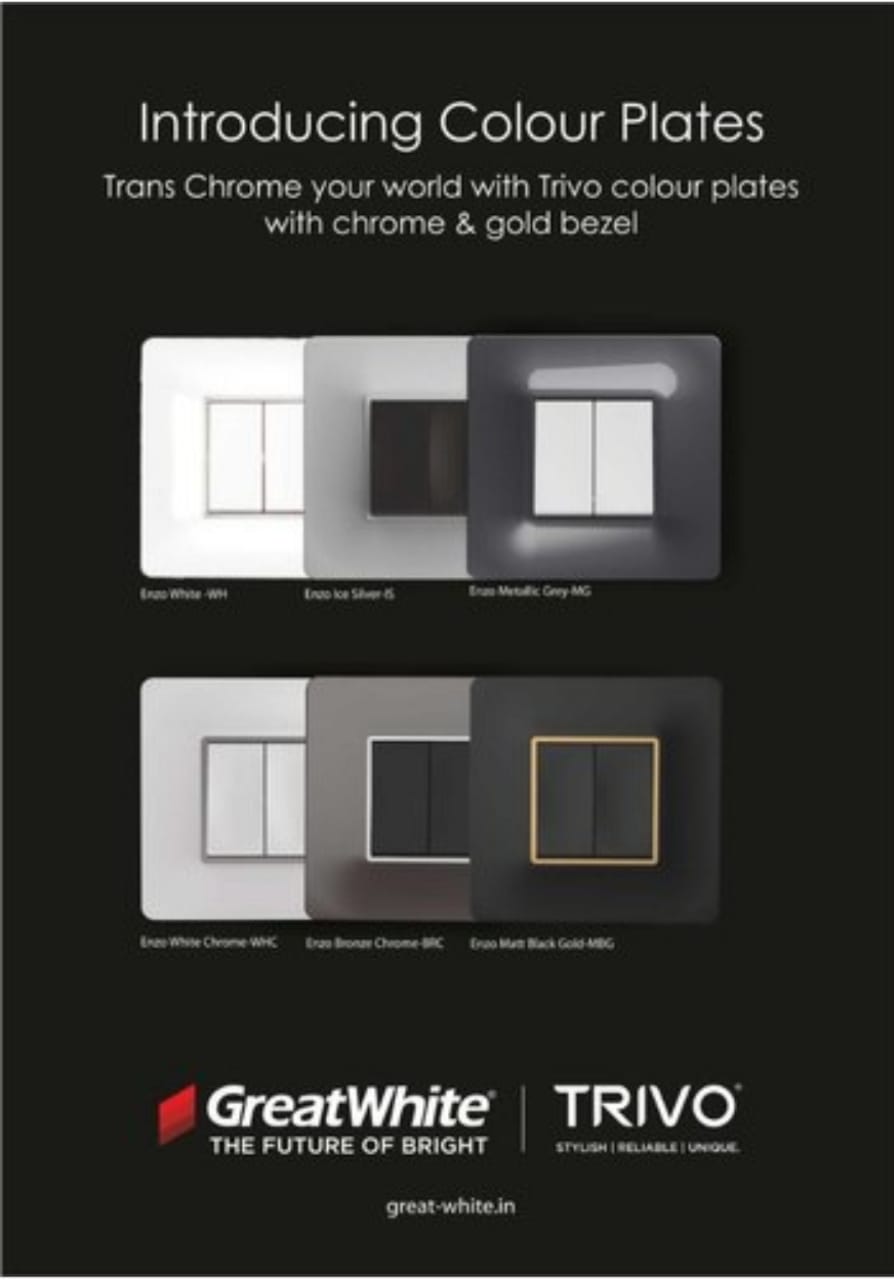 Introducing Colour Plates
Trans Chrome your world with Trivo colour plates
with chrome & gold bezel
Enzo White -WH
Enzo Ice Silver-IS
Enzo Metallic Grey-MG
Enzo White Chrome-WHC
Enzo Bronze Chrome-BRC
Enzo Matt Black Gold-MBG
GreatWhite®
THE FUTURE OF BRIGHT
TRIVO®
STYLISH | RELIABLE | UNIQUE.
great-white.in